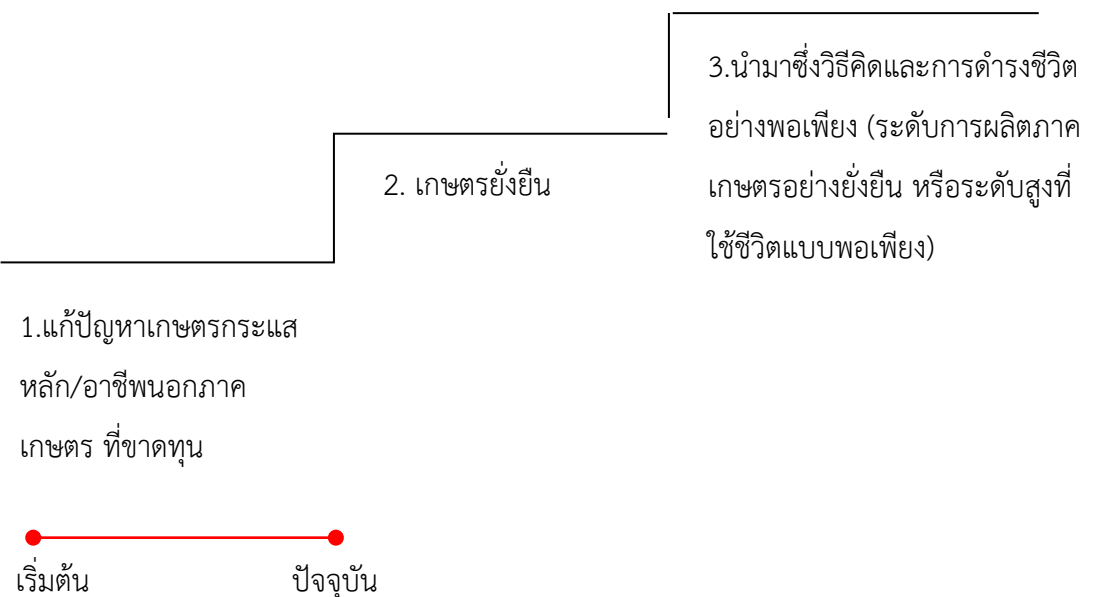 3.นำมาซึ่งวิธีคิดและการดำรงชีวิต
อย่างพอเพียง (ระดับการผลิตภาค
เกษตรอย่างยั่งยืน หรือระดับสูงที่
ใช้ชีวิตแบบพอเพียง)
2. เกษตรยั่งยืน
1.แก้ปัญหาเกษตรกระแส
หลัก/อาชีพนอกภาค
เกษตร ที่ขาดทุน
เริ่มต้น ปัจจุบัน